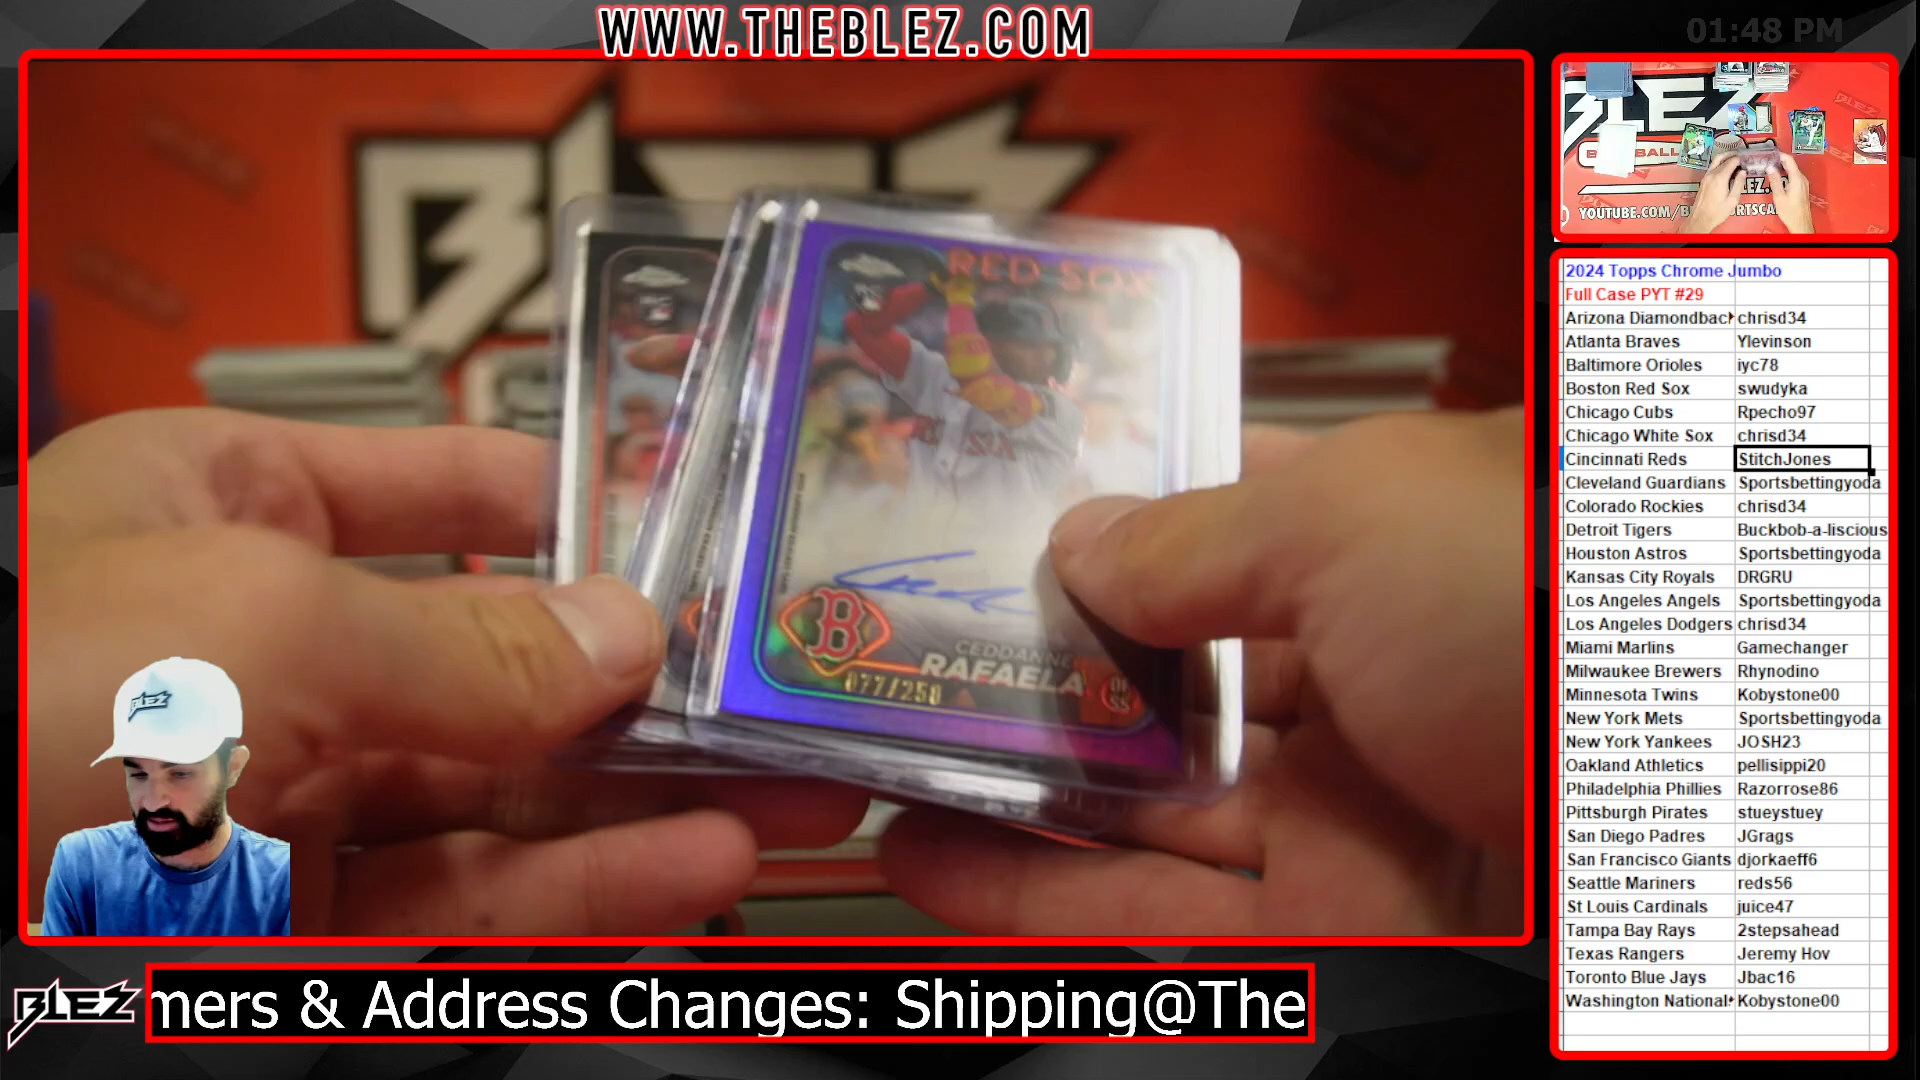 WWW.THEBLEZ.COM
01:48 PM
BLEZ
RED SOX
CEDDANNE
RAFAELA
077/250
OF
SS
B
BLEZ
YOUTUBE.COM/
2024 Topps Chrome Jumbo
Full Case PYT #29
Arizona Diamondbac chrisd34
Atlanta Braves Ylevinson
Baltimore Orioles iyc78
Boston Red Sox swudyka
Chicago Cubs Rpecho97
Chicago White Sox chrisd34
Cincinnati Reds StitchJones
Cleveland Guardians Sportsbettingyoda
Colorado Rockies chrisd34
Detroit Tigers Buckbob-a-liscious
Houston Astros Sportsbettingyoda
Kansas City Royals DRGRU
Los Angeles Angels Sportsbettingyoda
Los Angeles Dodgers chrisd34
Miami Marlins Gamechanger
Milwaukee Brewers Rhynodino
Minnesota Twins Kobystone00
New York Mets Sportsbettingyoda
New York Yankees JOSH23
Oakland Athletics pellisippi20
Philadelphia Phillies Razorrose86
Pittsburgh Pirates stueystuey
San Diego Padres JGrags
San Francisco Giants djorkaeff6
Seattle Mariners reds56
St Louis Cardinals juice47
Tampa Bay Rays 2stepsahead
Texas Rangers Jeremy Hov
Toronto Blue Jays Jbac16
Washington National Kobystone00
BLEZ
mers & Address Changes: Shipping@The